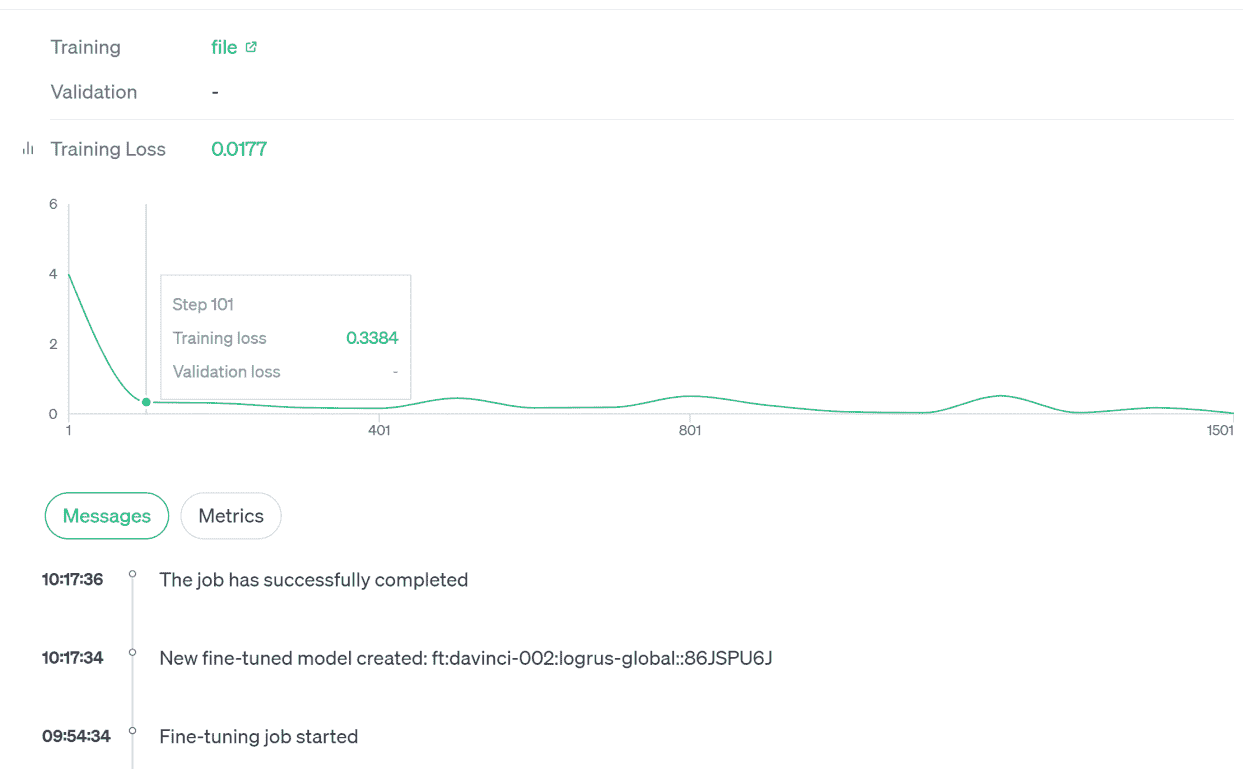 Training file
Validation -
Training Loss 0.0177
6
4
2
0
Step 101
Training loss 0.3384
Validation loss -
1 401 801 1501
Messages Metrics
10:17:36 The job has successfully completed
10:17:34 New fine-tuned model created: ft:davinci-002:logrus-global::86JSPU6J
09:54:34 Fine-tuning job started